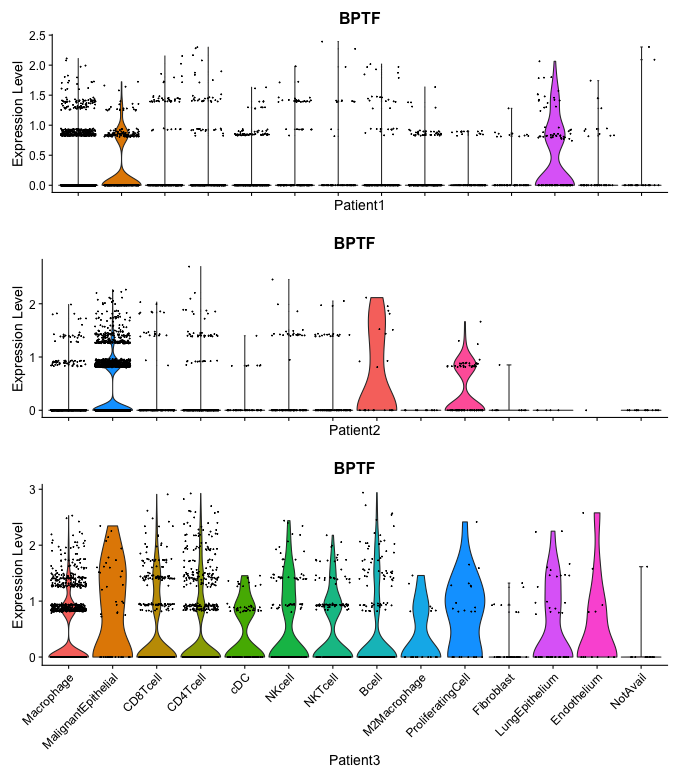 BPTF
Expression Level
2.5
2.0
1.5
1.0
0.5
0.0
Patient1
BPTF
Expression Level
2
1
0
Patient2
BPTF
Expression Level
3
2
1
0
Macrophage
MalignantEpithelial
CD8Tcell
CD4Tcell
cDC
NKcell
NKTcell
Bcell
M2Macrophage
ProliferatingCell
Fibroblast
LungEpithelium
Endothelium
NotAvail
Patient3